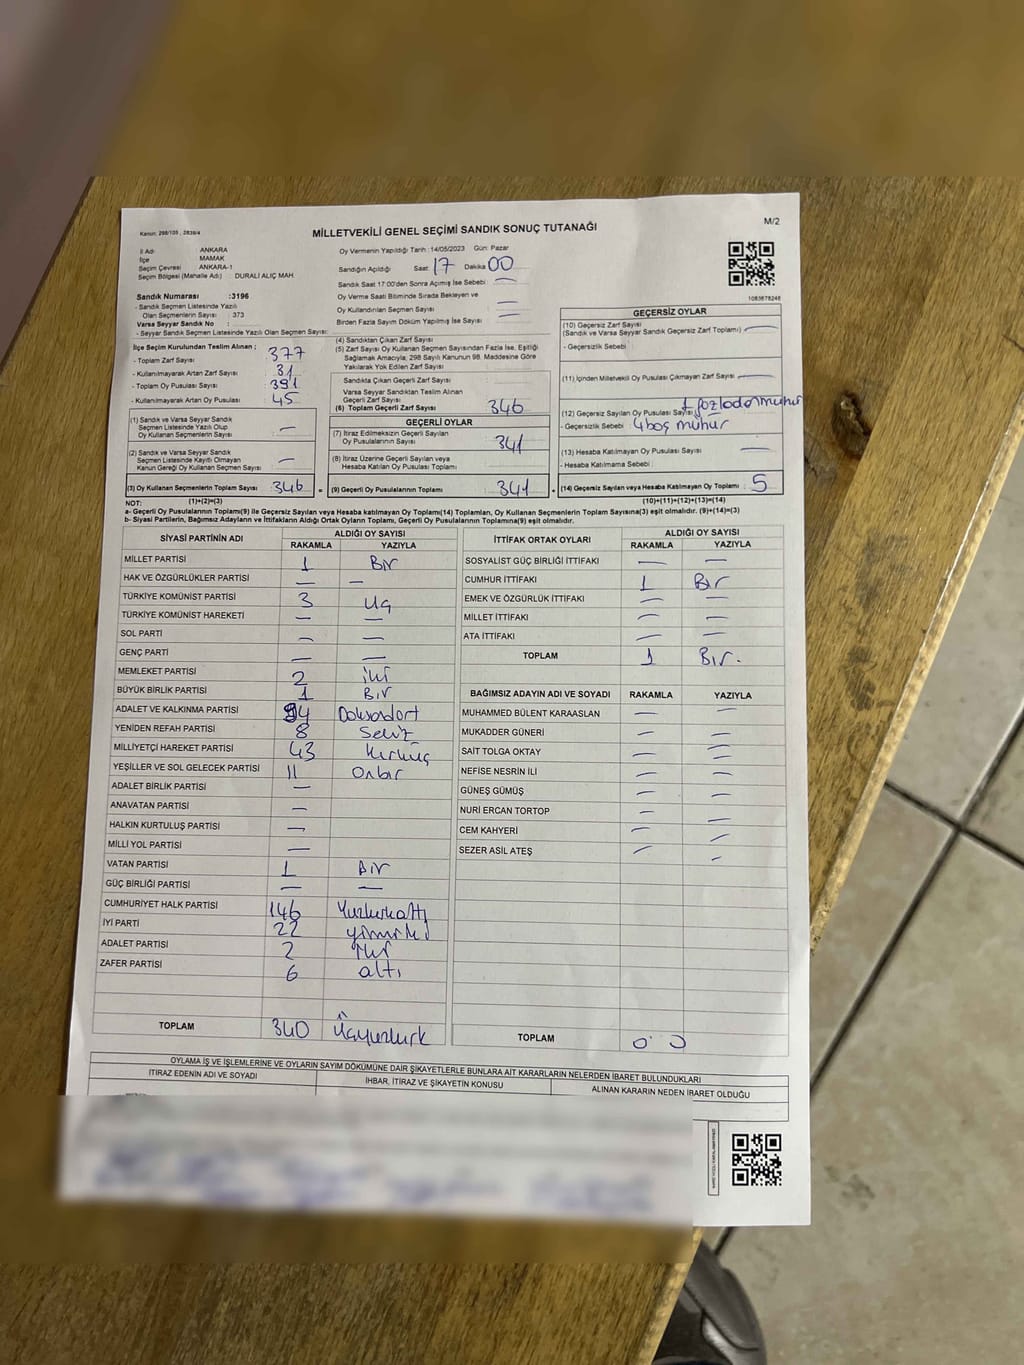 Kanun: 298/105 , 2839/4
MİLLETVEKİLİ GENEL SEÇİMİ SANDIK SONUÇ TUTANAĞI
M/2
İl Adı : ANKARA
İlçe : MAMAK
Seçim Çevresi : ANKARA-1
Seçim Bölgesi (Mahalle Adı) : DURALİ ALIÇ MAH.
Oy Vermenin Yapıldığı Tarih :14/05/2023 Gün: Pazar
Sandığın Açıldığı Saat: 17 Dakika 00
Sandık Saat 17:00'den Sonra Açılmış İse Sebebi : —
Oy Verme Saati Bitiminde Sırada Bekleyen ve
Oy Kullandırılan Seçmen Sayısı —
Birden Fazla Sayım Döküm Yapılmış İse Sayısı —
1083678248
Sandık Numarası :3196
- Sandık Seçmen Listesinde Yazılı
Olan Seçmenlerin Sayısı : 373
Varsa Seyyar Sandık No :
- Seyyar Sandık Seçmen Listesinde Yazılı Olan Seçmen Sayısı:
İlçe Seçim Kurulundan Teslim Alınan ;
- Toplam Zarf Sayısı 377
- Kullanılmayarak Artan Zarf Sayısı 31
- Toplam Oy Pusulası Sayısı 391
- Kullanılmayarak Artan Oy Pusulası 45
(1) Sandık ve Varsa Seyyar Sandık
Seçmen Listesinde Yazılı Olup
Oy Kullanan Seçmenlerin Sayısı —
(2) Sandık ve Varsa Seyyar Sandık
Seçmen Listesinde Kayıtlı Olmayan
Kanun Gereği Oy Kullanan Seçmen Sayısı —
(3) Oy Kullanan Seçmenlerin Toplam Sayısı 346 =
(1)+(2)=(3)
(4) Sandıktan Çıkan Zarf Sayısı
(5) Zarf Sayısı Oy Kullanan Seçmen Sayısından Fazla İse, Eşitliği
Sağlamak Amacıyla; 298 Sayılı Kanunun 98. Maddesine Göre
Yakılarak Yok Edilen Zarf Sayısı
Sandıkta Çıkan Geçerli Zarf Sayısı
Varsa Seyyar Sandıktan Teslim Alınan
Geçerli Zarf Sayısı
(6) Toplam Geçerli Zarf Sayısı 346
GEÇERLİ OYLAR
(7) İtiraz Edilmeksizin Geçerli Sayılan
Oy Pusulalarının Sayısı 341
(8) İtiraz Üzerine Geçerli Sayılan veya
Hesaba Katılan Oy Pusulası Toplamı
(9) Geçerli Oy Pusulalarının Toplamı 341 +
GEÇERSİZ OYLAR
(10) Geçersiz Zarf Sayısı —
(Sandık ve Varsa Seyyar Sandık Geçersiz Zarf Toplamı)
- Geçersizlik Sebebi
(11) İçinden Milletvekili Oy Pusulası Çıkmayan Zarf Sayısı —
(12) Geçersiz Sayılan Oy Pusulası Sayısı 1 fazladan mühür
- Geçersizlik Sebebi 4 boş mühür
(13) Hesaba Katılmayan Oy Pusulası Sayısı —
- Hesaba Katılmama Sebebi
(14) Geçersiz Sayılan veya Hesaba Katılmayan Oy Toplamı 5
(10)+(11)+(12)+(13)=(14)
NOT:
a- Geçerli Oy Pusulasının Toplamı(9) ile Geçersiz Sayılan veya Hesaba Katılmayan Oy Toplamı(14) Toplamları, Oy Kullanan Seçmenlerin Toplam Sayısına(3) eşit olmalıdır. (9)+(14)=(3)
b- Siyasi Partilerin, Bağımsız Adayların ve İttifakların Aldığı Ortak Oyların Toplamı, Geçerli Oy Pusulalarının Toplamına(9) eşit olmalıdır.
SİYASİ PARTİNİN ADI ALDIĞI OY SAYISI
RAKAMLA YAZIYLA
MİLLET PARTİSİ 1 Bir
HAK VE ÖZGÜRLÜKLER PARTİSİ — —
TÜRKİYE KOMÜNİST PARTİSİ 3 Üç
TÜRKİYE KOMÜNİST HAREKETİ — —
SOL PARTİ — —
GENÇ PARTİ — —
MEMLEKET PARTİSİ 2 iki
BÜYÜK BİRLİK PARTİSİ 1 Bir
ADALET VE KALKINMA PARTİSİ 94 Doksandört
YENİDEN REFAH PARTİSİ 8 Sekiz
MİLLİYETÇİ HAREKET PARTİSİ 43 Kırküç
YEŞİLLER VE SOL GELECEK PARTİSİ 11 Onbir
ADALET BİRLİK PARTİSİ —
ANAVATAN PARTİSİ —
HALKIN KURTULUŞ PARTİSİ —
MİLLİ YOL PARTİSİ —
VATAN PARTİSİ 1 Bir
GÜÇ BİRLİĞİ PARTİSİ — —
CUMHURİYET HALK PARTİSİ 146 Yüzkırkaltı
İYİ PARTİ 22 yirmiiki
ADALET PARTİSİ 2 iki
ZAFER PARTİSİ 6 altı
TOPLAM 340 Üçyüzkırk
İTTİFAK ORTAK OYLARI ALDIĞI OY SAYISI
RAKAMLA YAZIYLA
SOSYALİST GÜÇ BİRLİĞİ İTTİFAKI — —
CUMHUR İTTİFAKI 1 Bir
EMEK VE ÖZGÜRLÜK İTTİFAKI — —
MİLLET İTTİFAKI — —
ATA İTTİFAKI — —
TOPLAM 1 Bir.
BAĞIMSIZ ADAYIN ADI VE SOYADI RAKAMLA YAZIYLA
MUHAMMED BÜLENT KARAASLAN — —
MUKADDER GÜNERİ — —
SAİT TOLGA OKTAY — —
NEFİSE NESRİN İLİ — —
GÜNEŞ GÜMÜŞ — —
NURİ ERCAN TORTOP — —
CEM KAHYERİ — —
SEZER ASİL ATEŞ — —
TOPLAM 0 0
OYLAMA İŞ VE İŞLEMLERİNE VE OYLARIN SAYIM DÖKÜMÜNE DAİR ŞİKAYETLERLE BUNLARA AİT KARARLARIN NELERDEN İBARET BULUNDUKLARI
İTİRAZ EDENİN ADI VE SOYADI İHBAR, İTİRAZ VE ŞİKAYETİN KONUSU ALINAN KARARIN NEDEN İBARET OLDUĞU